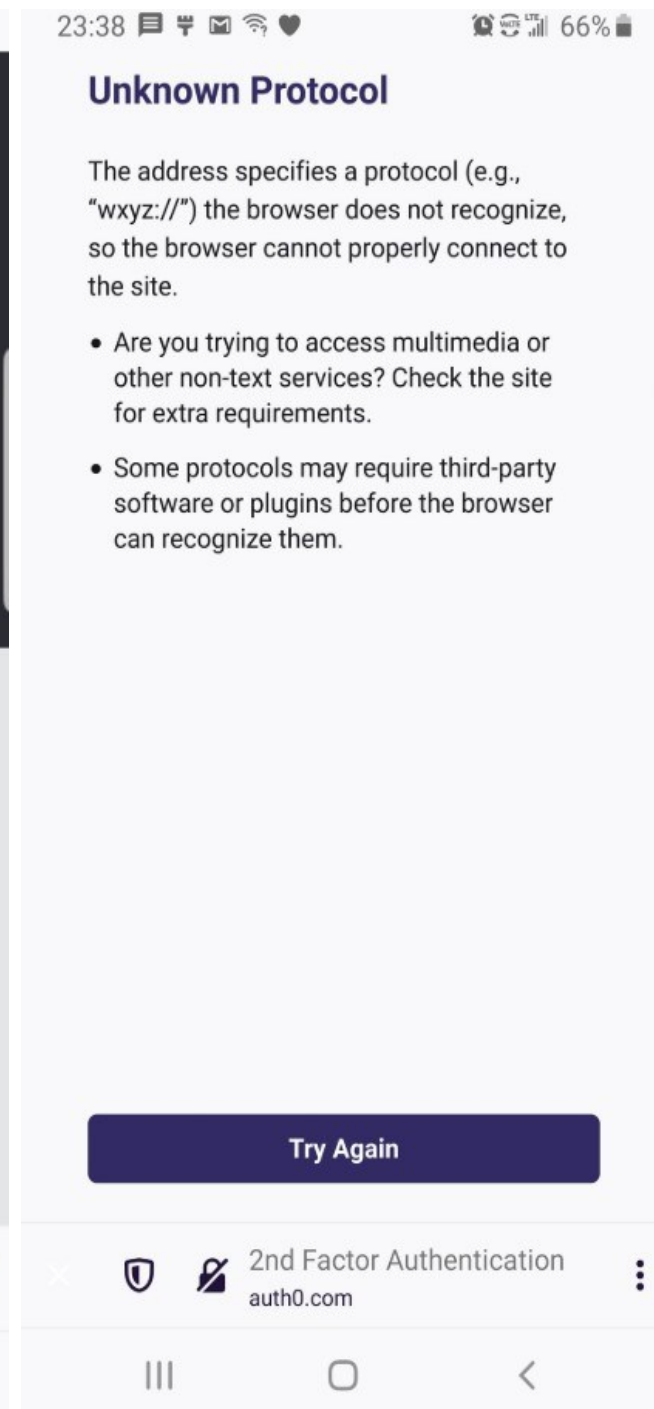 23:38 66%
Unknown Protocol
The address specifies a protocol (e.g.,
“wxyz://”) the browser does not recognize,
so the browser cannot properly connect to
the site.
• Are you trying to access multimedia or
other non-text services? Check the site
for extra requirements.
• Some protocols may require third-party
software or plugins before the browser
can recognize them.
Try Again
2nd Factor Authentication
auth0.com